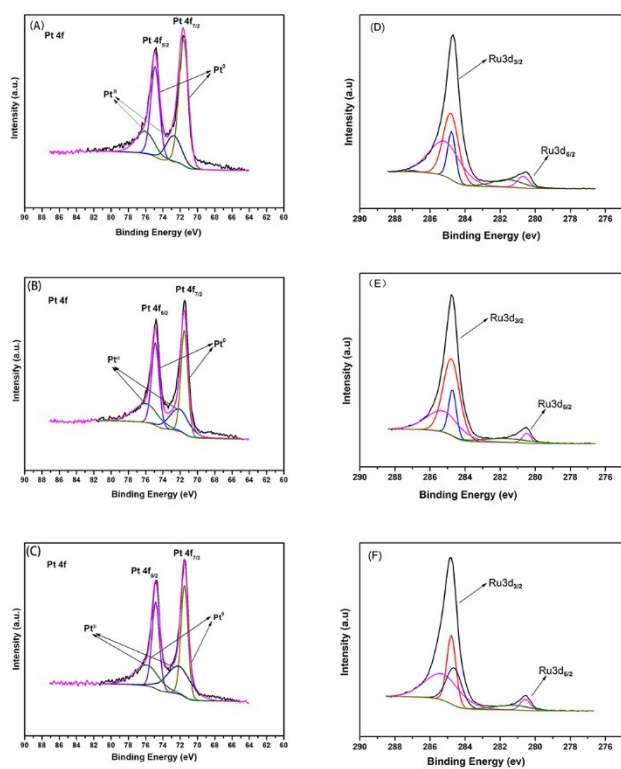 (A)
Pt 4f
Pt 4f5/2
Pt 4f7/2
PtII
Pt0
Intensity (a.u)
90 88 86 84 82 80 78 76 74 72 70 68 66 64 62 60
Binding Energy (eV)
(D)
Ru3d3/2
Ru3d5/2
Intensity (a.u)
290 288 286 284 282 280 278 276
Binding Energy (ev)
(B)
Pt 4f
Pt 4f5/2
Pt 4f7/2
PtII
Pt0
Intensity (a.u)
90 88 86 84 82 80 78 76 74 72 70 68 66 64 62 60
Binding Energy (eV)
(E)
Ru3d3/2
Ru3d5/2
Intensity (a.u)
290 288 286 284 282 280 278 276
Binding Energy (ev)
(C)
Pt 4f
Pt 4f5/2
Pt 4f7/2
PtII
Pt0
Intensity (a.u)
90 88 86 84 82 80 78 76 74 72 70 68 66 64 62 60
Binding Energy (eV)
(F)
Ru3d3/2
Ru3d5/2
Intensity (a.u)
290 288 286 284 282 280 278 276
Binding Energy (ev)